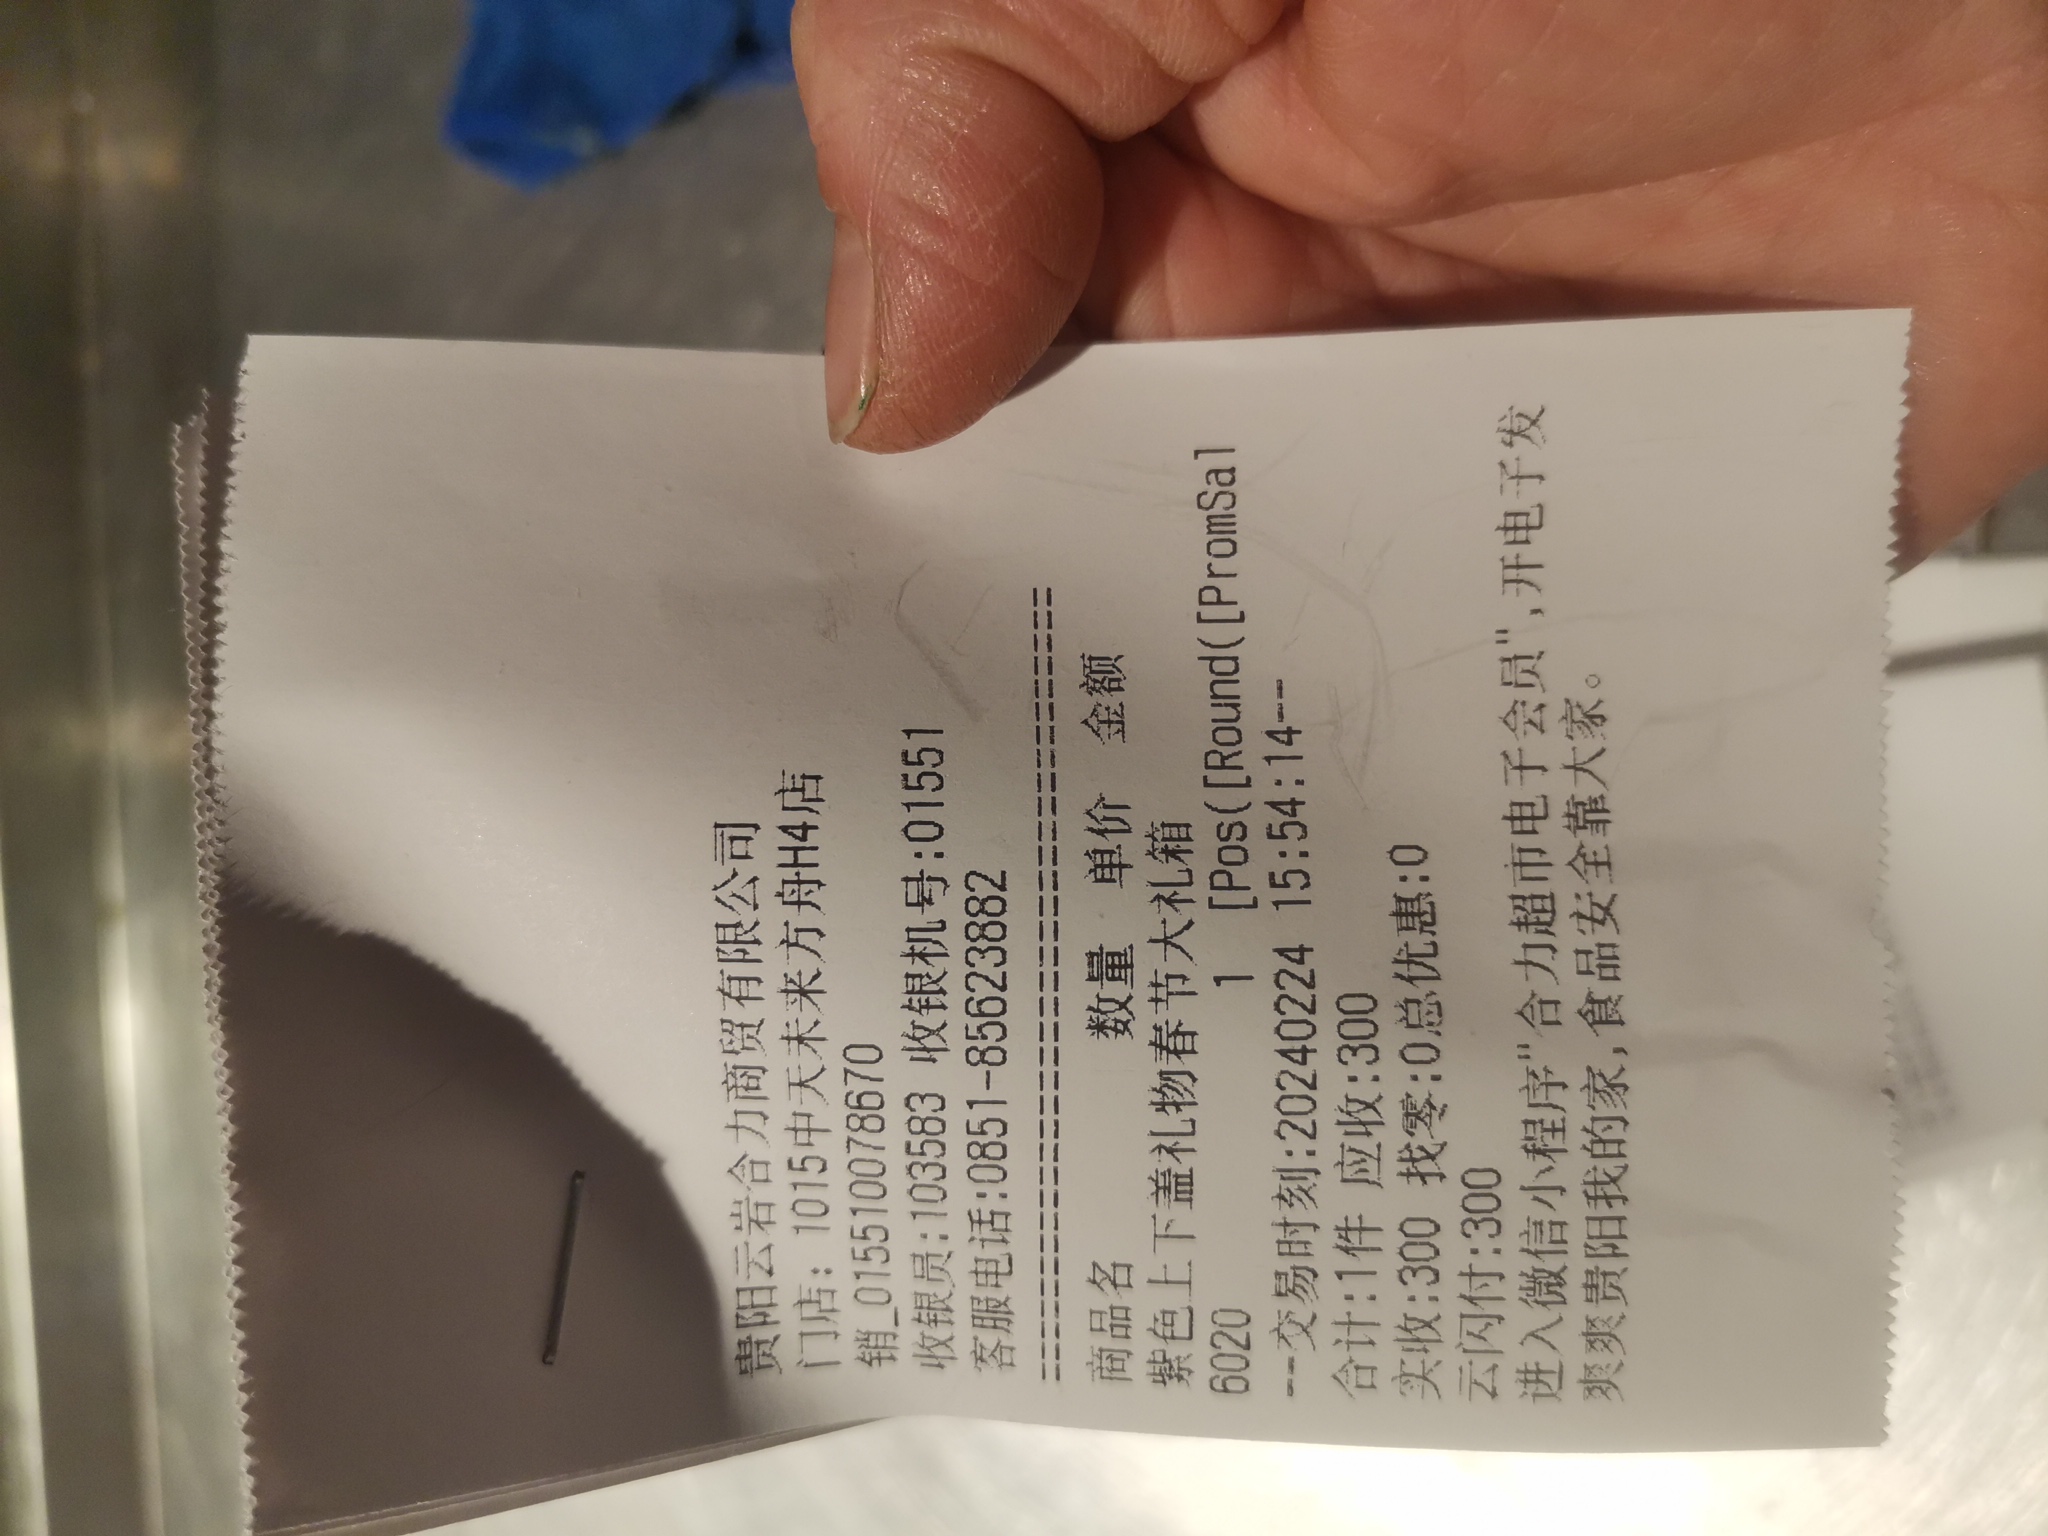 贵阳云岩合力商贸有限公司
门店: 1015中天未来方舟H4店
销_015510078670
收银员:103583 收银机号:01551
客服电话:0851-85623882
========================================
商品名 数量 单价 金额
紫色上下盖礼物春节大礼箱
6020 1 [Pos([Round([PromSal
--交易时刻:20240224 15:54:14--
合计:1件 应收:300
实收:300 找零:0总优惠:0
云闪付:300
进入微信小程序"合力超市电子会员",开电子发
爽爽贵阳我的家,食品安全靠大家。